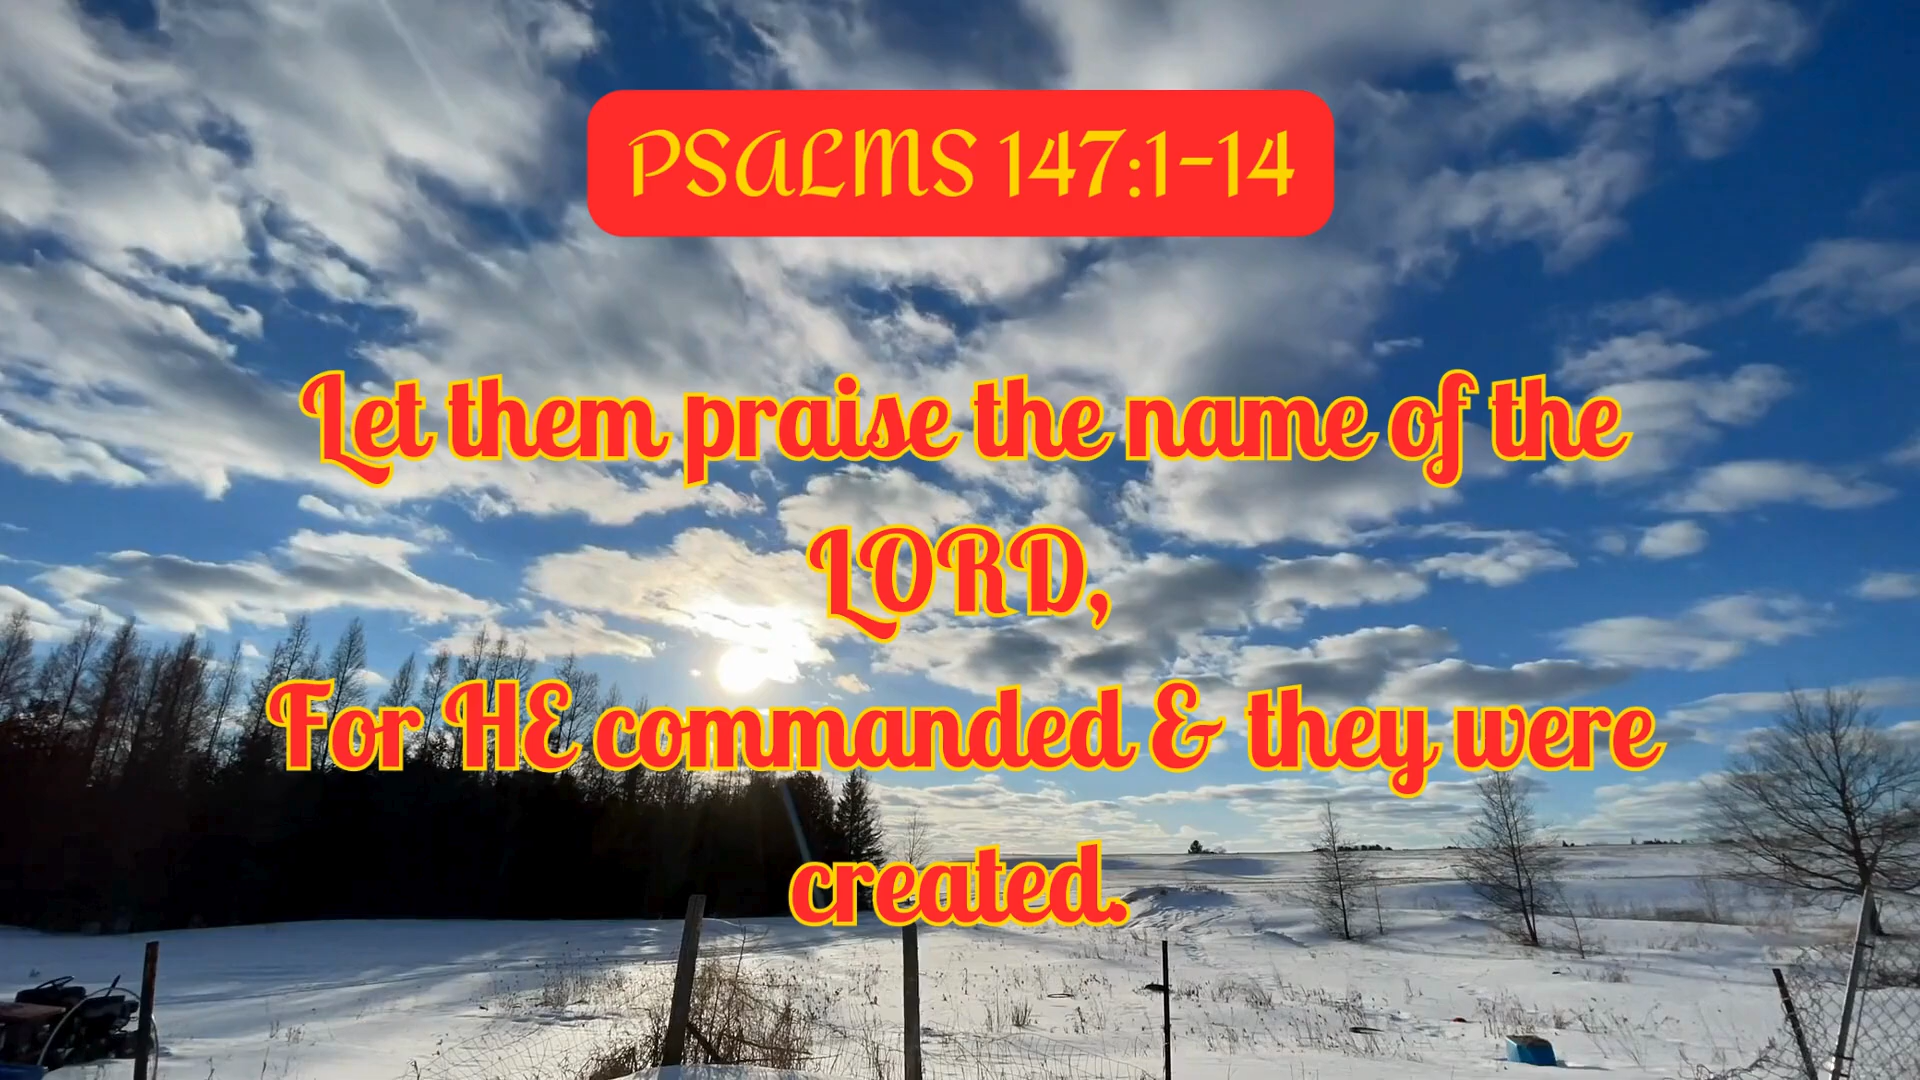 PSALMS 147:1-14
Let them praise the name of the
LORD,
For HE commanded & they were
created.